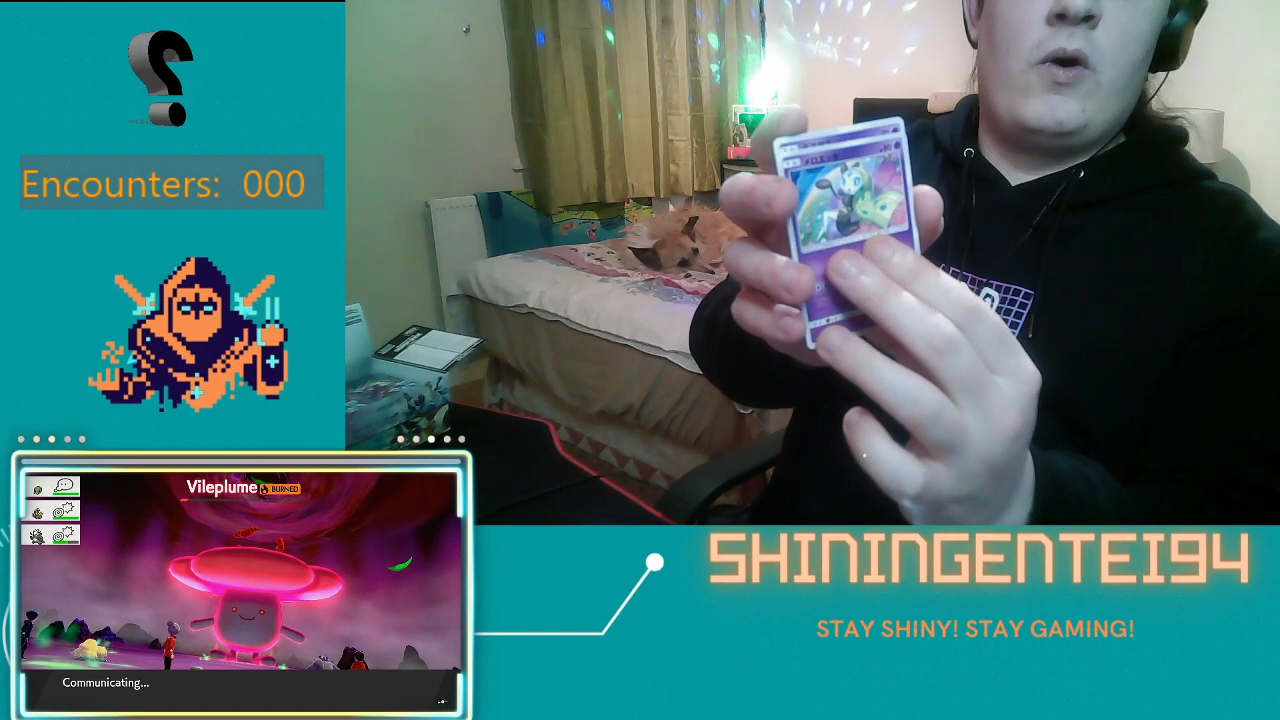 Encounters: 000
Vileplume BURNED
Communicating...
SHININGENTEI94
STAY SHINY! STAY GAMING!